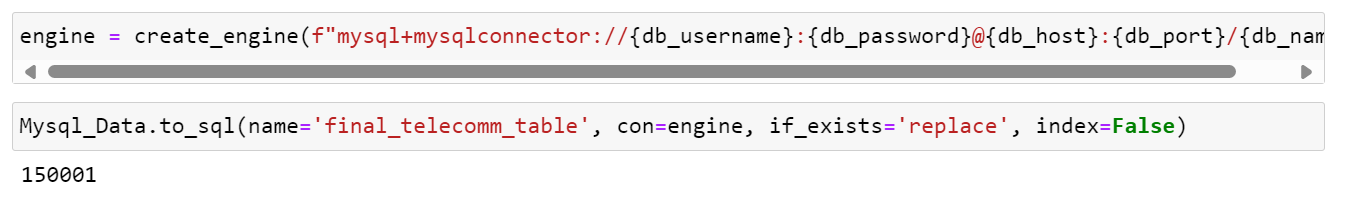 engine = create_engine(f"mysql+mysqlconnector://{db_username}:{db_password}@{db_host}:{db_port}/{db_nam
Mysql_Data.to_sql(name='final_telecomm_table', con=engine, if_exists='replace', index=False)
150001